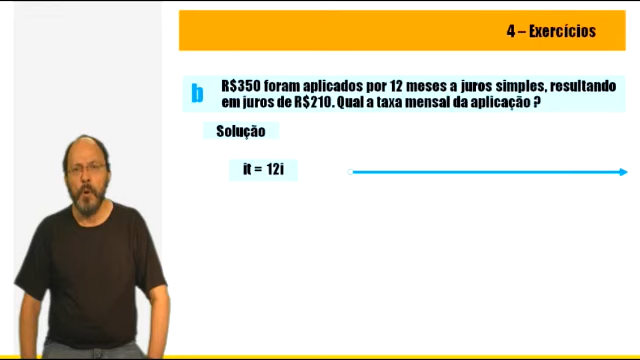 4 – Exercícios
b
R$350 foram aplicados por 12 meses a juros simples, resultando
em juros de R$210. Qual a taxa mensal da aplicação ?
Solução
it = 12i